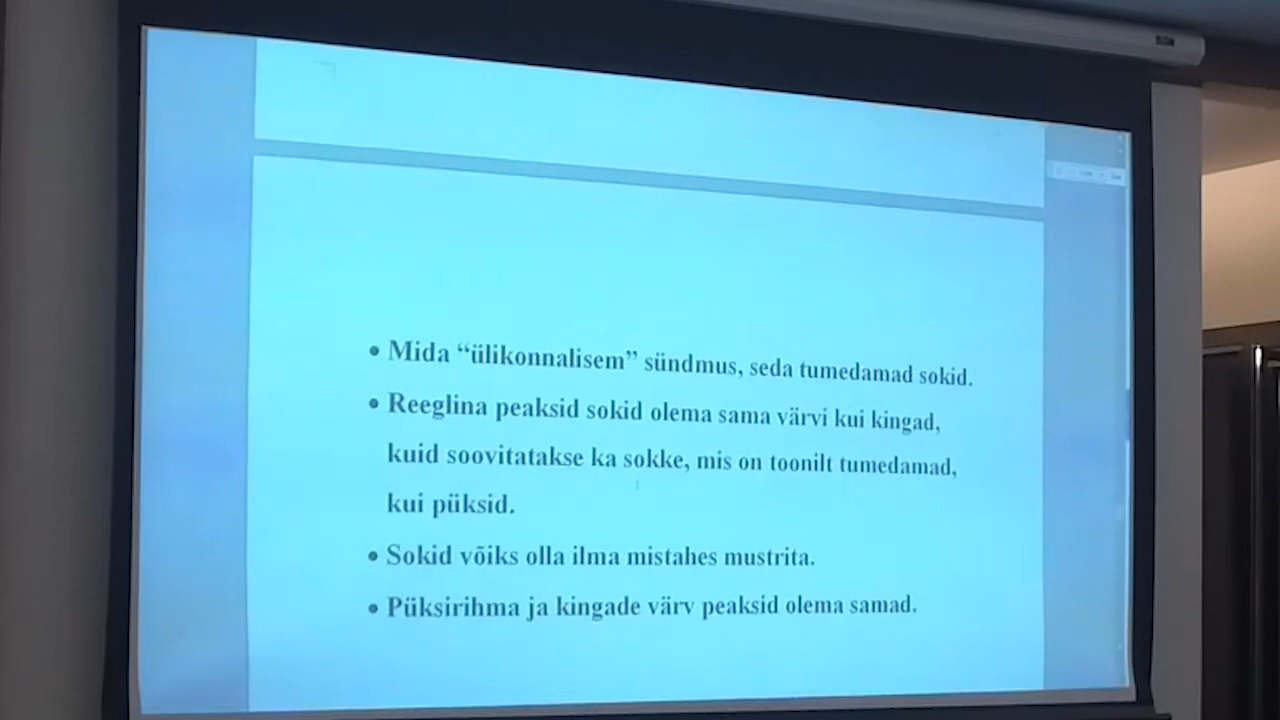 • Mida “ülikonnalisem” sündmus, seda tumedamad sokid.
• Reeglina peaksid sokid olema sama värvi kui kingad,
kuid soovitatakse ka sokke, mis on toonilt tumedamad,
kui püksid.
• Sokid võiks olla ilma mistahes mustrita.
• Püksirihma ja kingade värv peaksid olema samad.